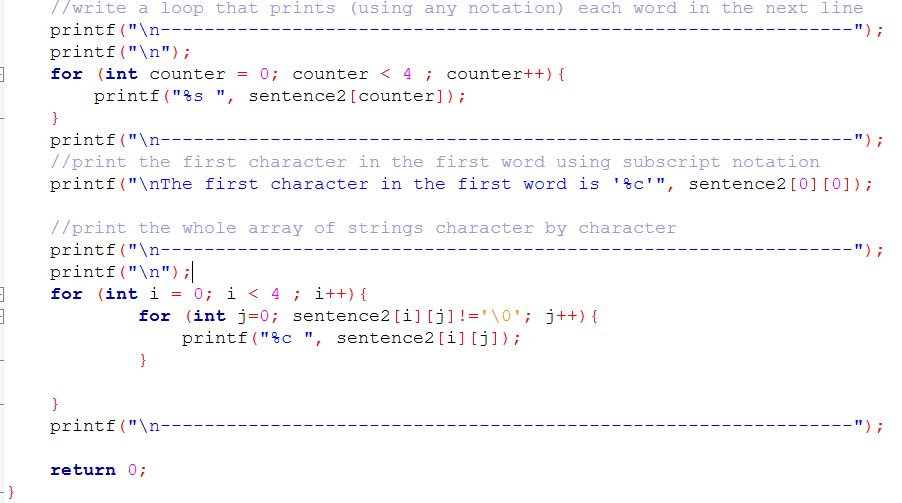 //write a loop that prints (using any notation) each word in the next line
printf("\n---------------------------------------------------------------");
printf("\n");
for (int counter = 0; counter < 4 ; counter++){
printf("%s ", sentence2[counter]);
}
printf("\n---------------------------------------------------------------");
//print the first character in the first word using subscript notation
printf("\nThe first character in the first word is '%c'", sentence2[0][0]);
//print the whole array of strings character by character
printf("\n---------------------------------------------------------------");
printf("\n");
for (int i = 0; i < 4 ; i++){
for (int j=0; sentence2[i][j]!='\0'; j++){
printf("%c ", sentence2[i][j]);
}
}
printf("\n---------------------------------------------------------------");
return 0;
}